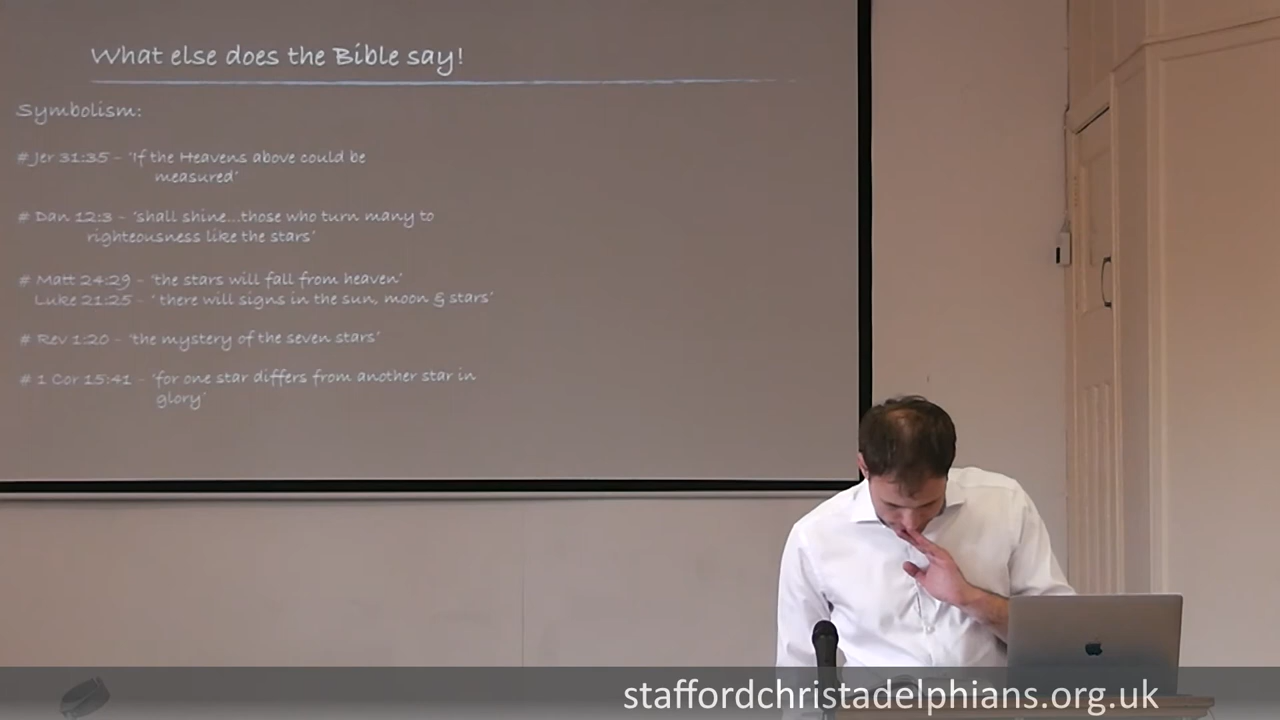 What else does the Bible say!
Symbolism:
# Jer 31:35 - 'If the Heavens above could be
measured'
# Dan 12:3 - 'shall shine...those who turn many to
righteousness like the stars'
# Matt 24:29 - 'the stars will fall from heaven'
Luke 21:25 - ' there will signs in the sun, moon & stars'
# Rev 1:20 - 'the mystery of the seven stars'
# 1 Cor 15:41 - 'for one star differs from another star in
glory'
staffordchristadelphians.org.uk